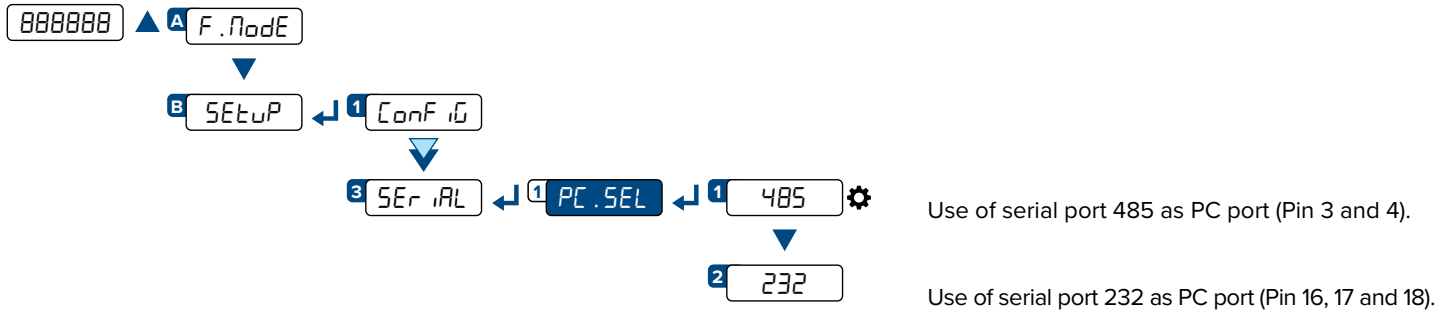 888888 A F.ModE
B SEtuP 1 ConFiG
3 SEriAL 1 PC.SEL 1 485 Use of serial port 485 as PC port (Pin 3 and 4).
2 232 Use of serial port 232 as PC port (Pin 16, 17 and 18).